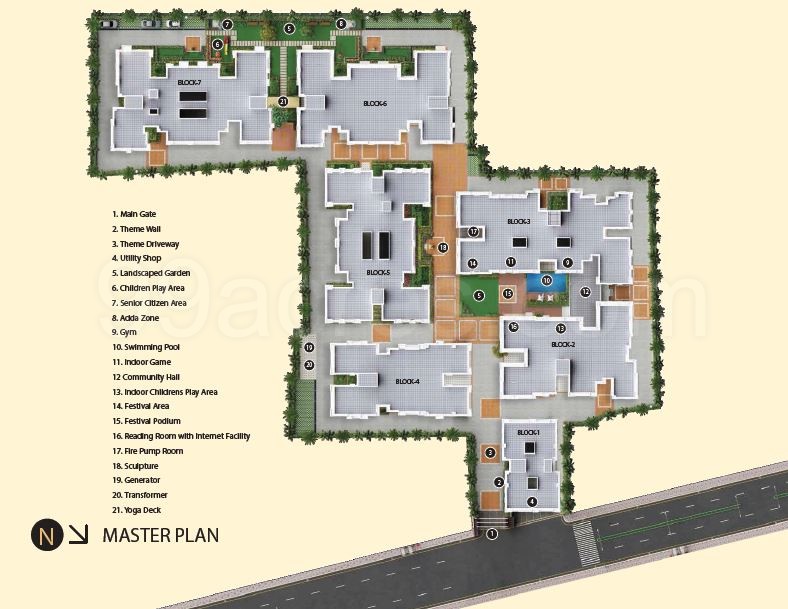 7
5
8
6
BLOCK-7
21
BLOCK-6
1. Main Gate
2. Theme Wall
3. Theme Driveway
4. Utility Shop
5. Landscaped Garden
6. Children Play Area
7. Senior Citizen Area
8. Adda Zone
9. Gym
10. Swimming Pool
11. Indoor Game
12 Community Hall
13. Indoor Childrens Play Area
14. Festival Area
15. Festival Podium
16. Reading Room with Internet Facility
17. Fire Pump Room
18. Sculpture
19. Generator
20. Transformer
21. Yoga Deck
BLOCK-3
17
18
14
11
9
BLOCK-5
10
5
15
12
16
13
BLOCK-2
19
20
BLOCK-4
BLOCK-1
3
2
4
1
N MASTER PLAN